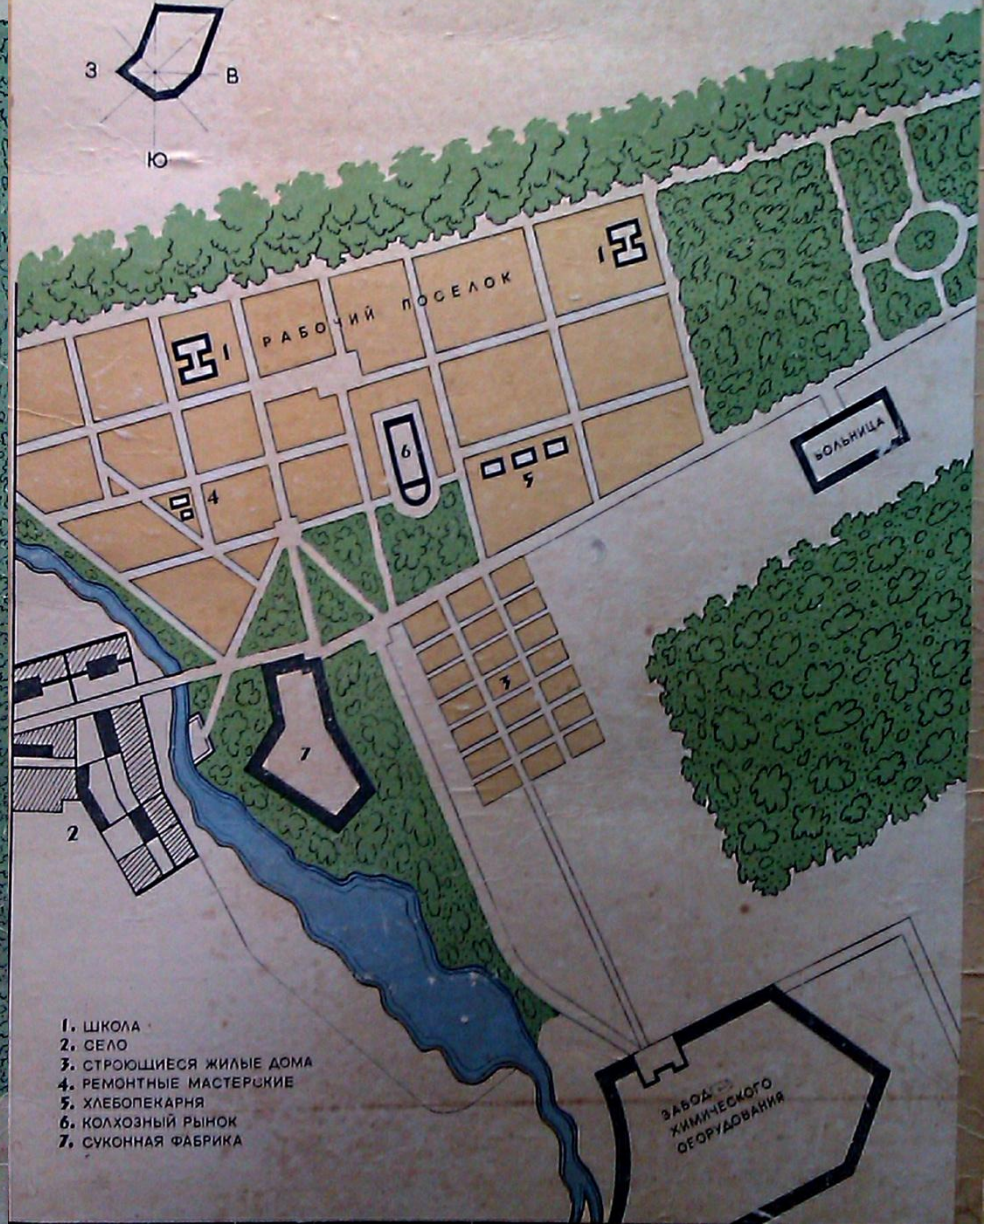 З
В
Ю
РАБОЧИЙ ПОСЕЛОК
1
1
6
5
4
БОЛЬНИЦА
3
7
2
1. ШКОЛА
2. СЕЛО
3. СТРОЮЩИЕСЯ ЖИЛЫЕ ДОМА
4. РЕМОНТНЫЕ МАСТЕРСКИЕ
5. ХЛЕБОПЕКАРНЯ
6. КОЛХОЗНЫЙ РЫНОК
7. СУКОННАЯ ФАБРИКА
ЗАВОД
ХИМИЧЕСКОГО
ОБОРУДОВАНИЯ